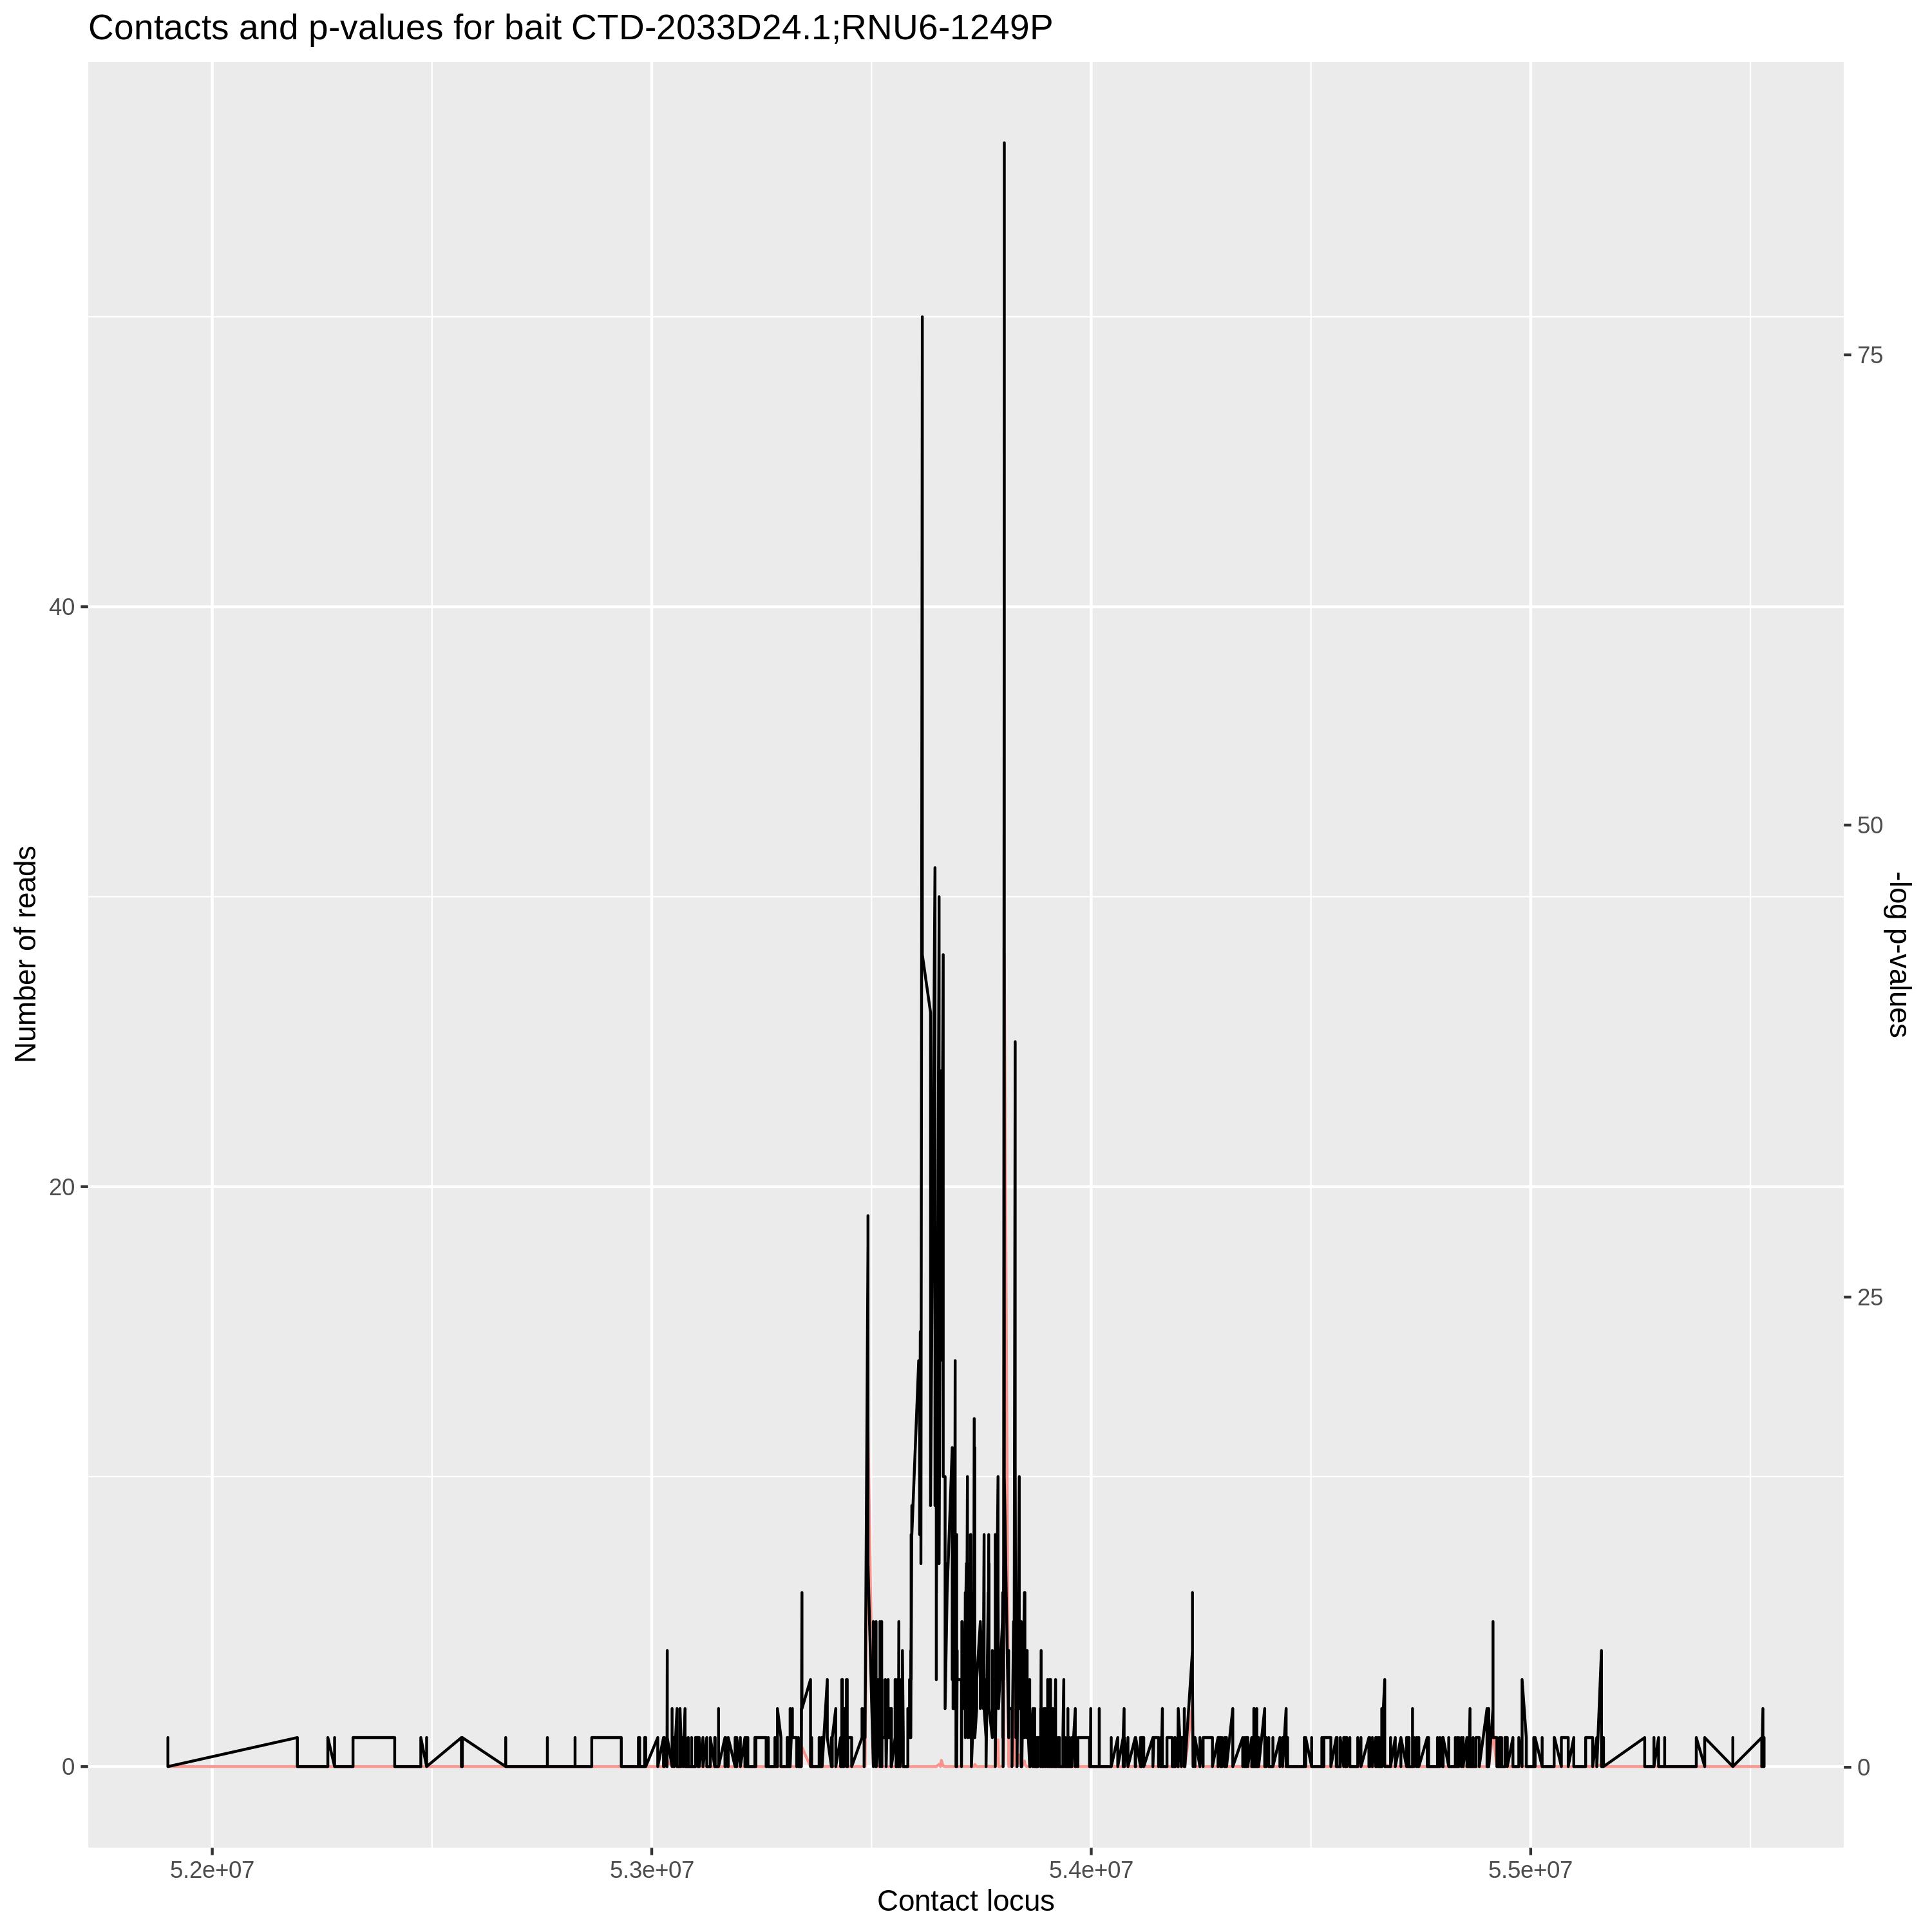 Contacts and p-values for bait CTD-2033D24.1;RNU6-1249P
Number of reads
40
20
0
75
50
25
0
-log p-values
5.2e+07 5.3e+07 5.4e+07 5.5e+07
Contact locus